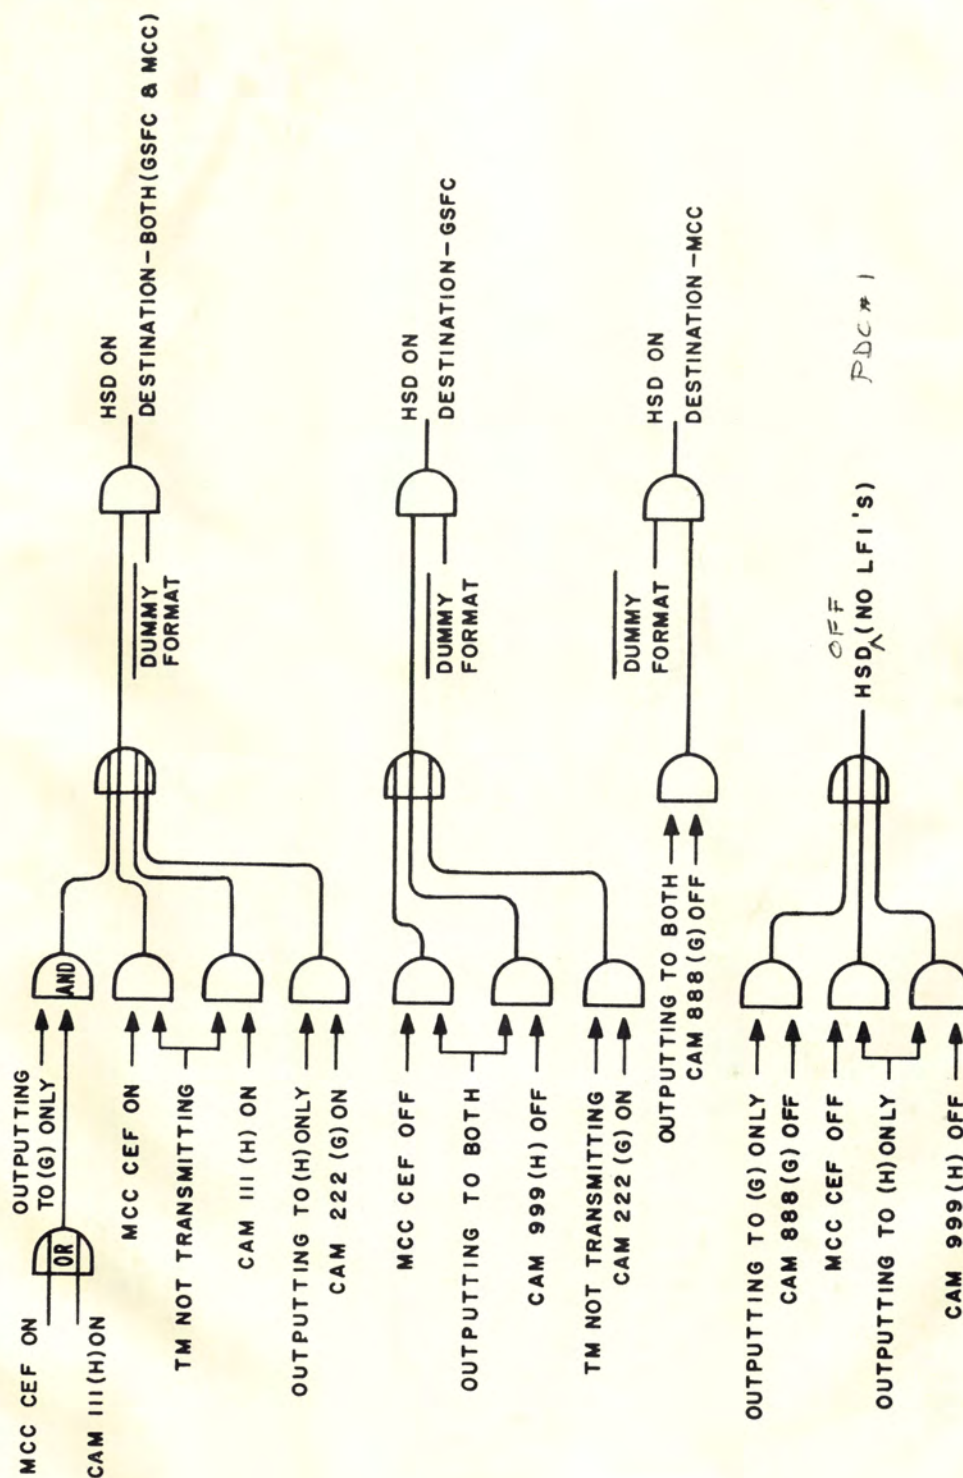 MCC CEF ON
CAM 111(H)ON
OR
OUTPUTTING
TO(G) ONLY
AND
MCC CEF ON
TM NOT TRANSMITTING
CAM 111(H) ON
OUTPUTTING TO(H)ONLY
CAM 222 (G)ON
DUMMY
FORMAT
HSD ON
DESTINATION-BOTH(GSFC & MCC)
MCC CEF OFF
OUTPUTTING TO BOTH
CAM 999(H)OFF
TM NOT TRANSMITTING
CAM 222(G) ON
DUMMY
FORMAT
HSD ON
DESTINATION-GSFC
OUTPUTTING TO BOTH
CAM 888(G)OFF
DUMMY
FORMAT
HSD ON
DESTINATION-MCC
OUTPUTTING TO (G)ONLY
CAM 888(G)OFF
MCC CEF OFF
OUTPUTTING TO (H)ONLY
CAM 999(H) OFF
OFF
HSD^(NO LFI'S)
PDC#1